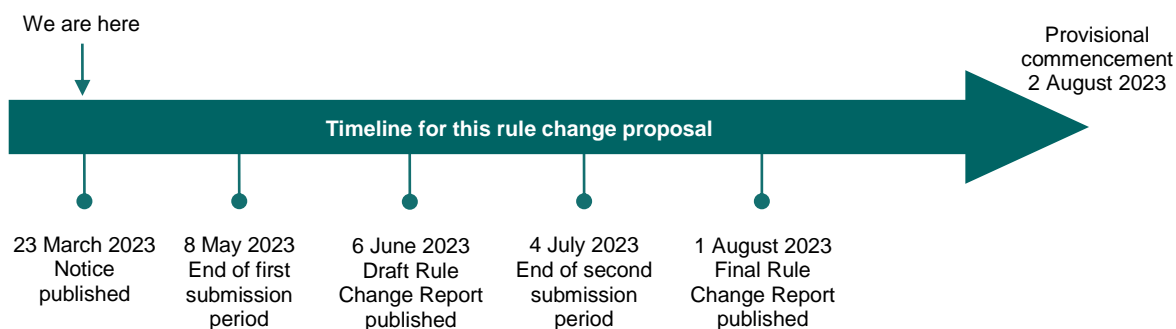 We are here
Provisional
commencement
2 August 2023
Timeline for this rule change proposal
23 March 2023
Notice
published
8 May 2023
End of first
submission
period
6 June 2023
Draft Rule
Change Report
published
4 July 2023
End of second
submission
period
1 August 2023
Final Rule
Change Report
published